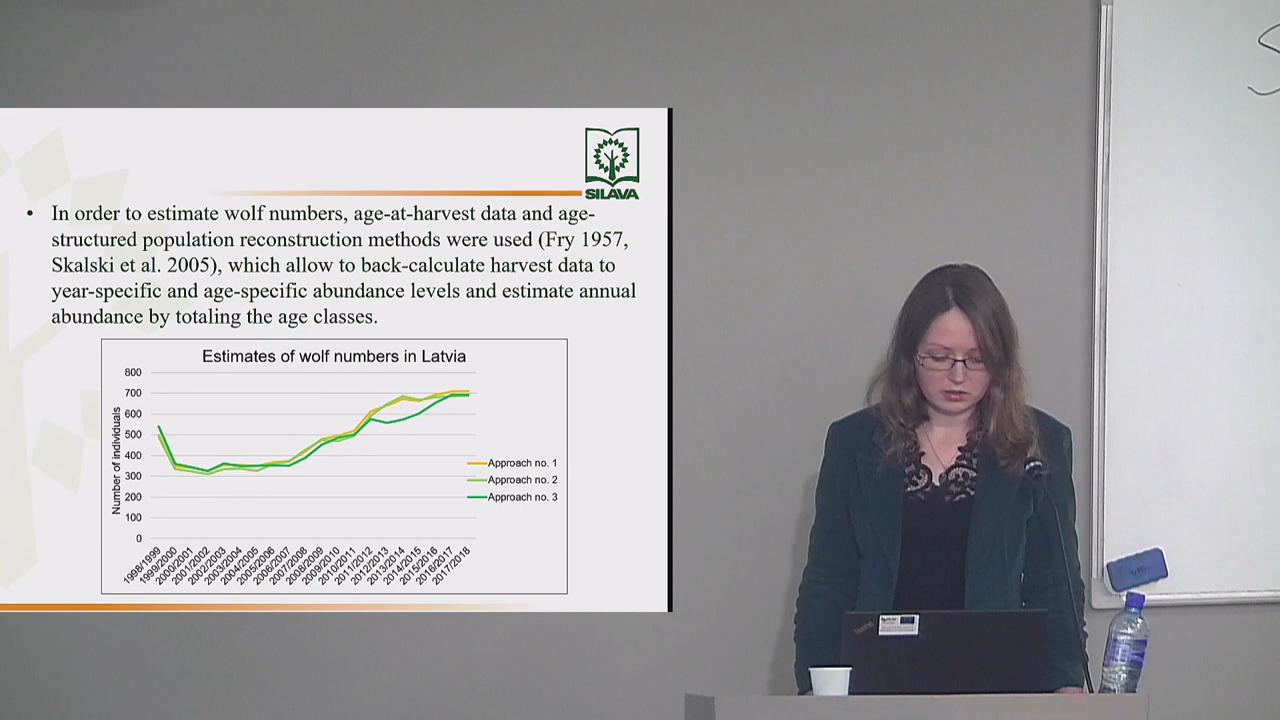 SILAVA
• In order to estimate wolf numbers, age-at-harvest data and age-
structured population reconstruction methods were used (Fry 1957,
Skalski et al. 2005), which allow to back-calculate harvest data to
year-specific and age-specific abundance levels and estimate annual
abundance by totaling the age classes.
Estimates of wolf numbers in Latvia
Number of individuals
800
700
600
500
400
300
200
100
0
1998/1999
1999/2000
2000/2001
2001/2002
2002/2003
2003/2004
2004/2005
2005/2006
2006/2007
2007/2008
2008/2009
2009/2010
2010/2011
2011/2012
2012/2013
2013/2014
2014/2015
2015/2016
2016/2017
2017/2018
Approach no. 1
Approach no. 2
Approach no. 3
ThinkPad